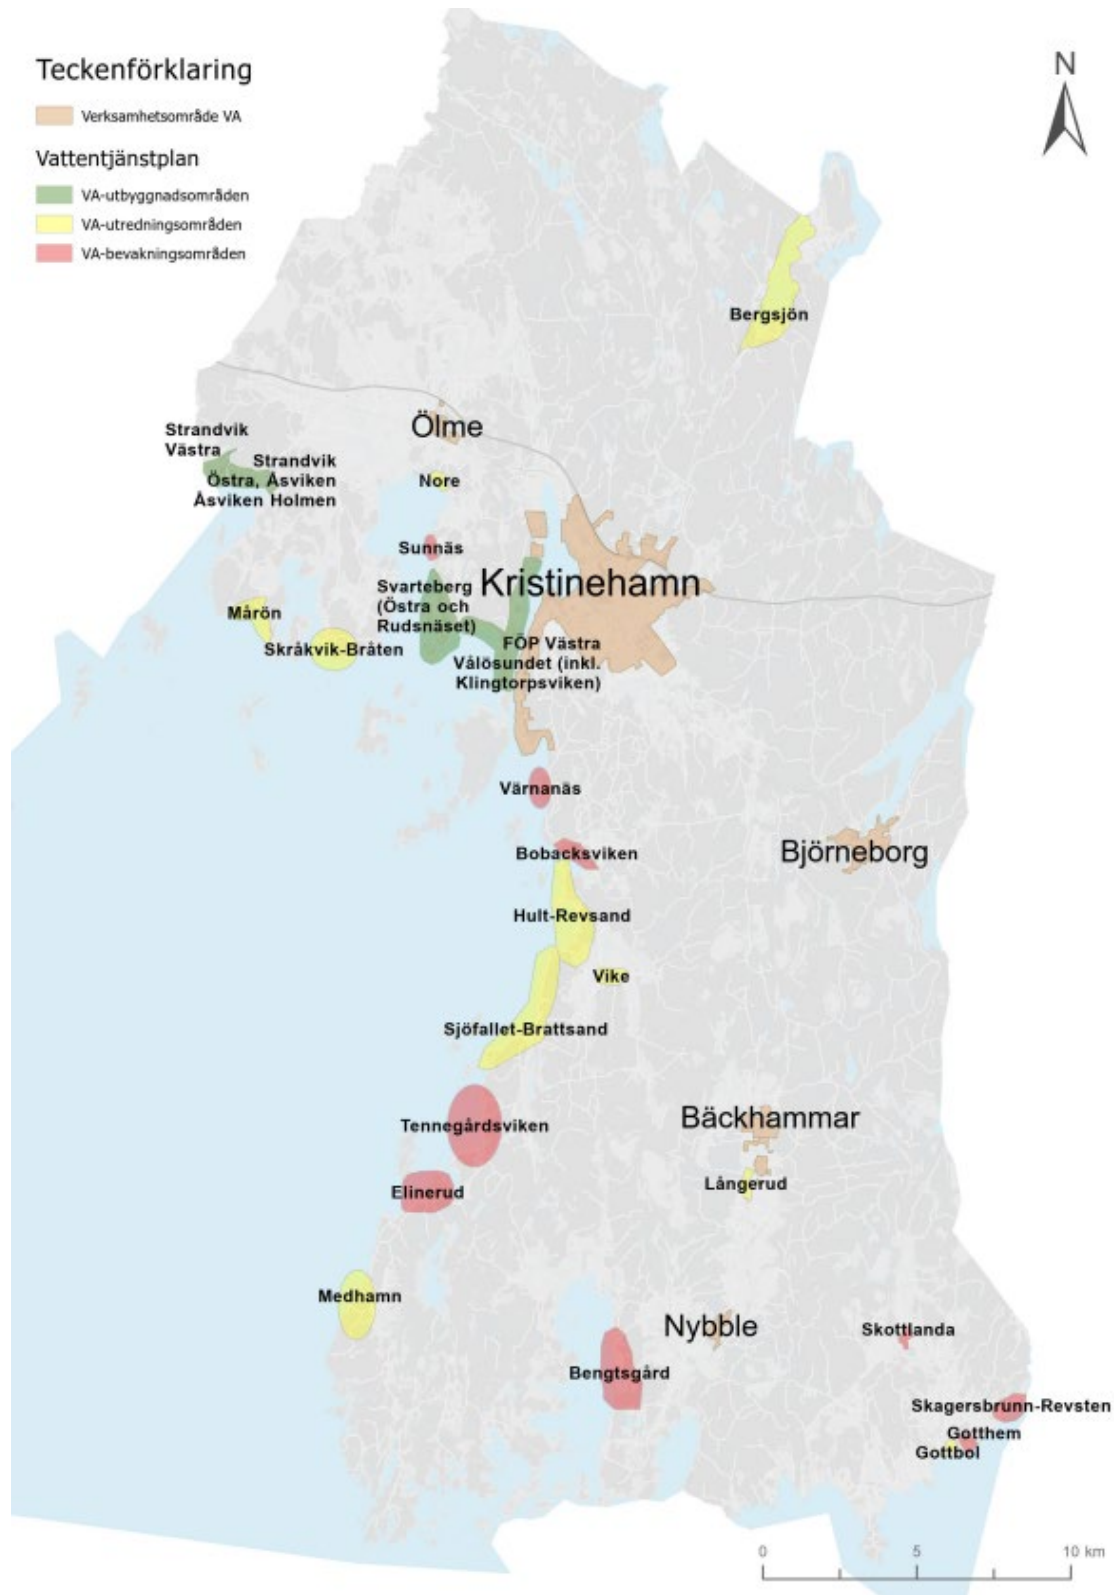 Teckenförklaring
Verksamhetsområde VA
Vattentjänstplan
VA-utbyggnadsområden
VA-utredningsområden
VA-bevakningsområden
N
Bergsjön
Ölme
Strandvik
Västra
Strandvik
Östra, Åsviken
Åsviken Holmen
Nore
Sunnäs
Kristinehamn
Svarteberg
(Östra och
Rudsnäset)
Mårön
Skråkvik-Bråten
FÖP Västra
Vålösundet (inkl.
Klingtorpsviken)
Värnanäs
Bobacksviken
Björneborg
Hult-Revsand
Vike
Sjöfallet-Brattsand
Bäckhammar
Tennegårdsviken
Långerud
Elinerud
Medhamn
Nybble
Skottlanda
Bengtsgård
Skagersbrunn-Revsten
Gotthem
Gottbol
0 5 10 km